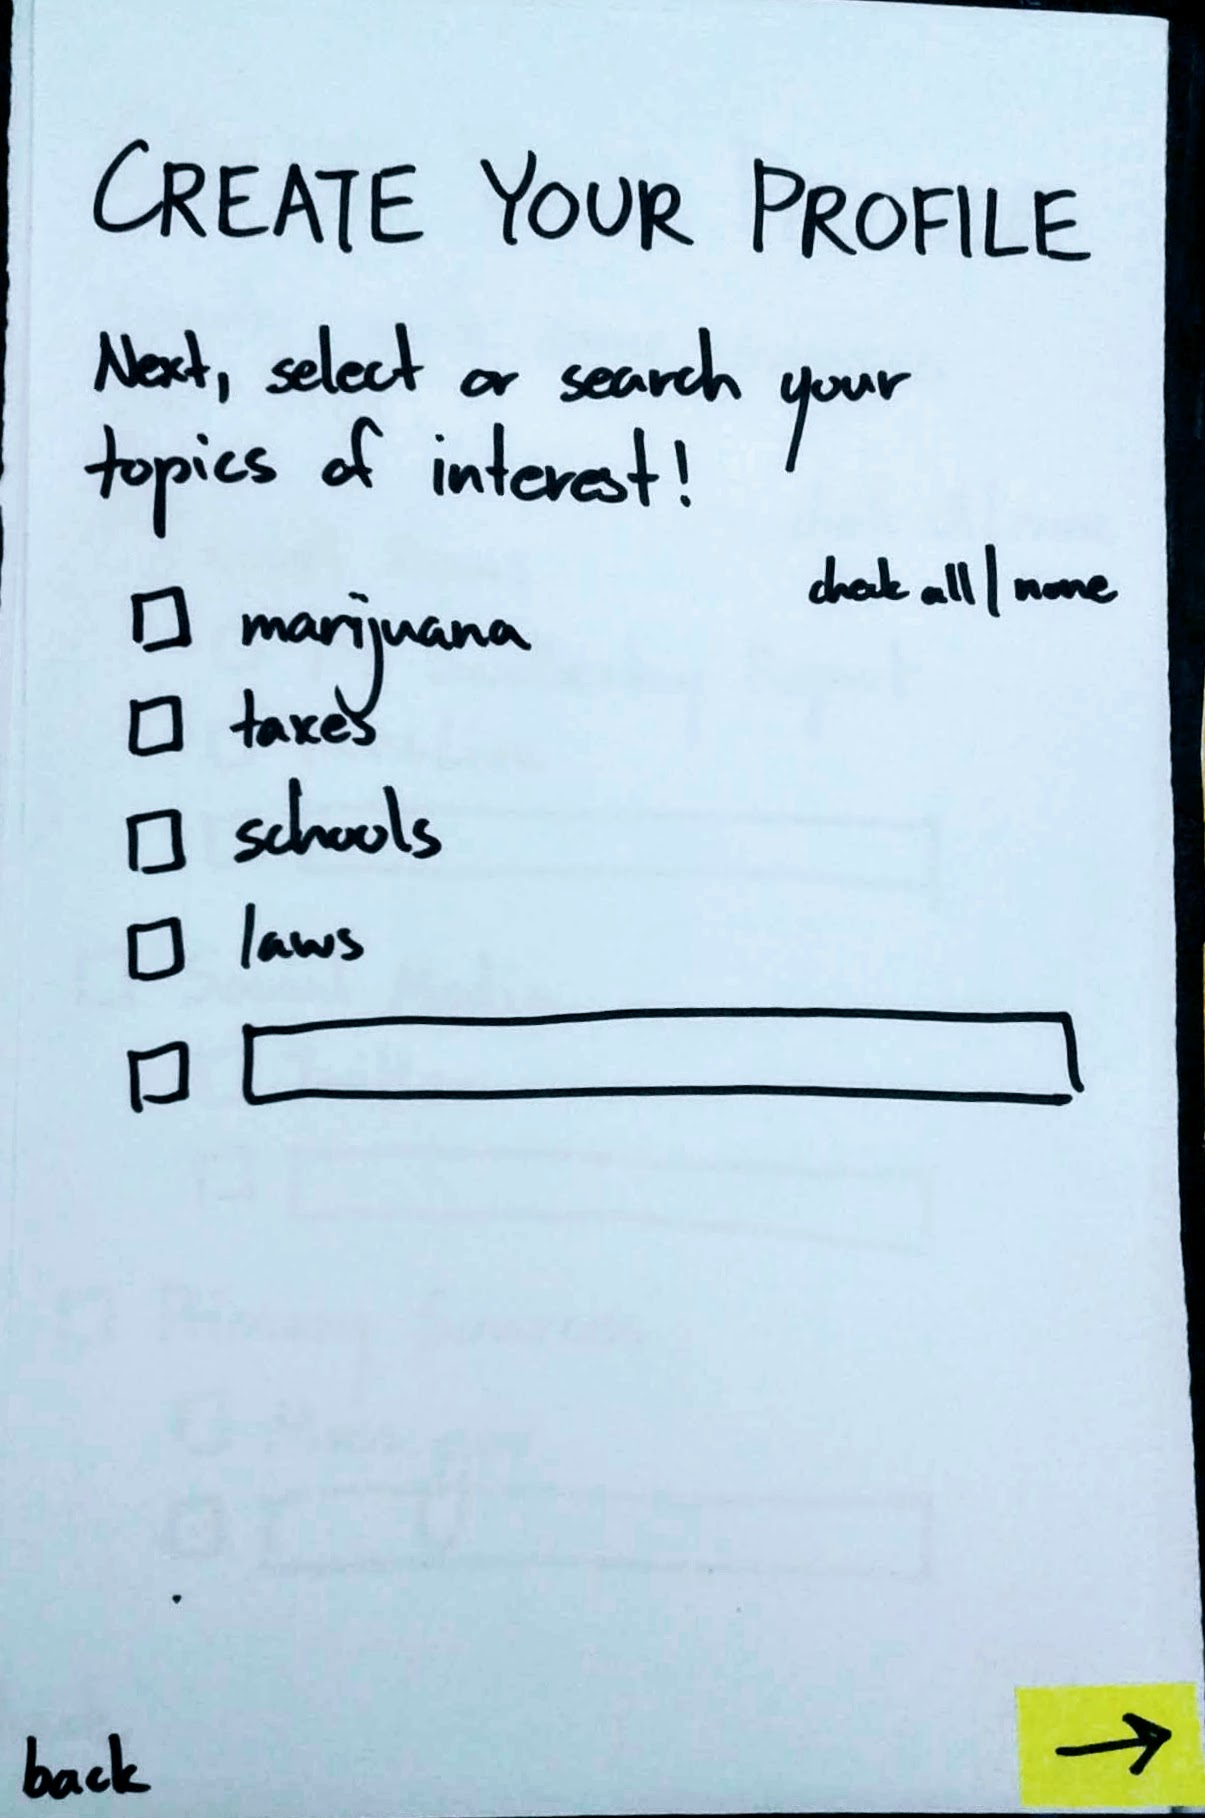 CREATE YOUR PROFILE
Next, select or search your
topics of interest!
check all | none
marijuana
taxes
schools
laws
back
→